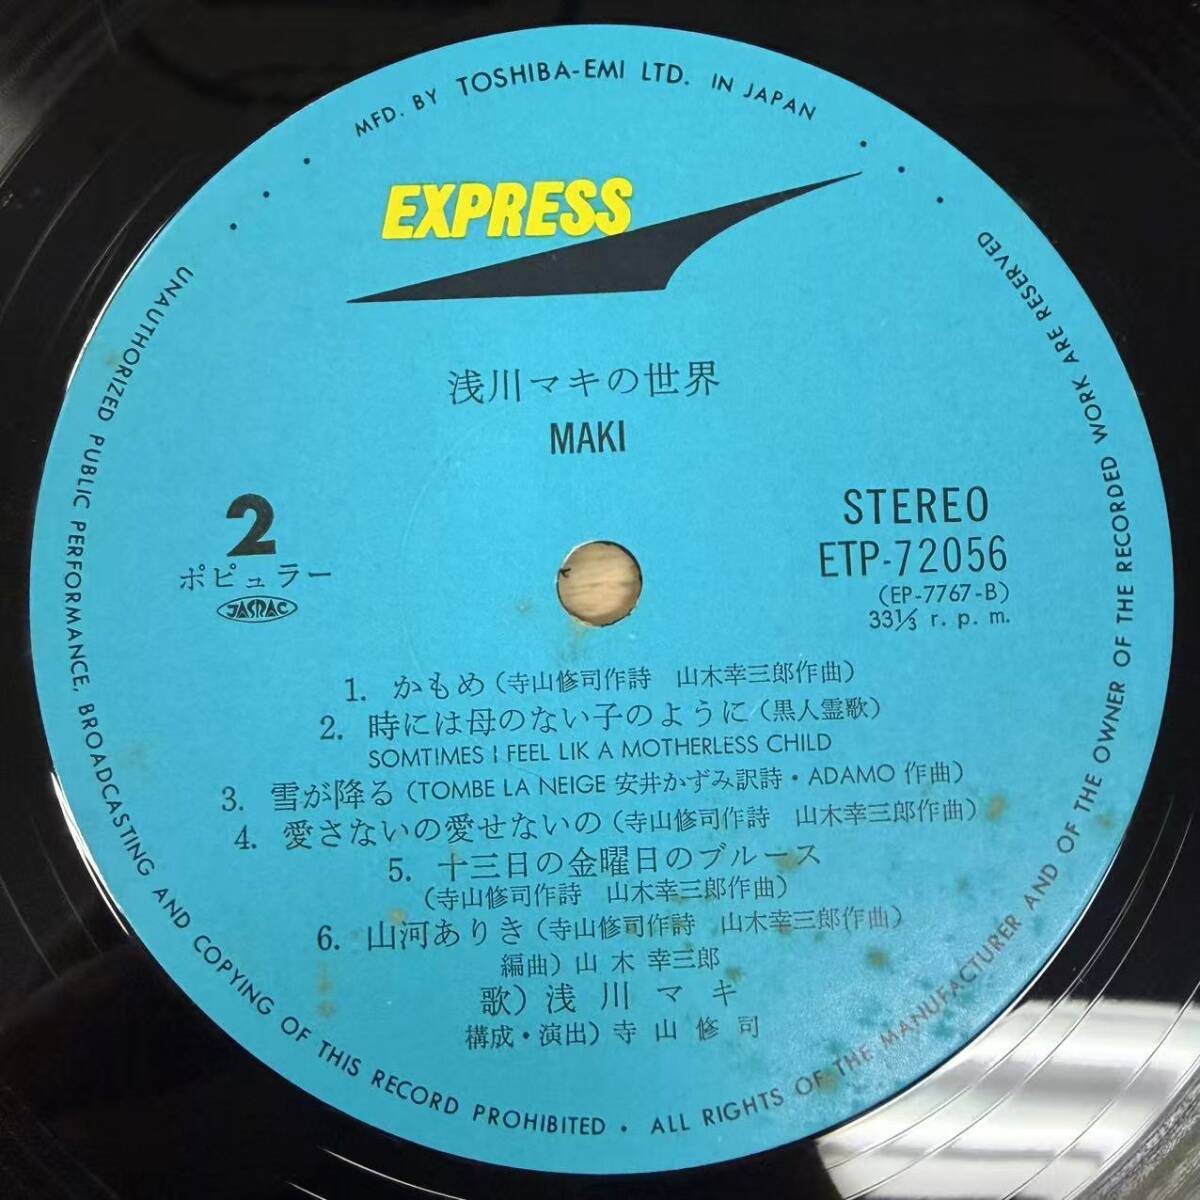 MFD. BY TOSHIBA-EMI LTD. IN JAPAN
EXPRESS
浅川マキの世界
MAKI
2
ポピュラー
JASRAC
STEREO
ETP-72056
(EP-7767-B)
33⅓ r. p. m.
1. かもめ(寺山修司作詩 山木幸三郎作曲)
2. 時には母のない子のように(黒人霊歌)
SOMTIMES I FEEL LIK A MOTHERLESS CHILD
3. 雪が降る(TOMBE LA NEIGE 安井かずみ訳詩・ADAMO 作曲)
4. 愛さないの愛せないの(寺山修司作詩 山木幸三郎作曲)
5. 十三日の金曜日のブルース
(寺山修司作詩 山木幸三郎作曲)
6. 山河ありき(寺山修司作詩 山木幸三郎作曲)
編曲) 山木 幸三郎
歌) 浅川マキ
構成・演出) 寺山修司
UNAUTHORIZED PUBLIC PERFORMANCE, BROADCASTING AND COPYING OF THIS RECORD PROHIBITED • ALL RIGHTS OF THE MANUFACTURER AND OF THE OWNER OF THE RECORDED WORK ARE RESERVED